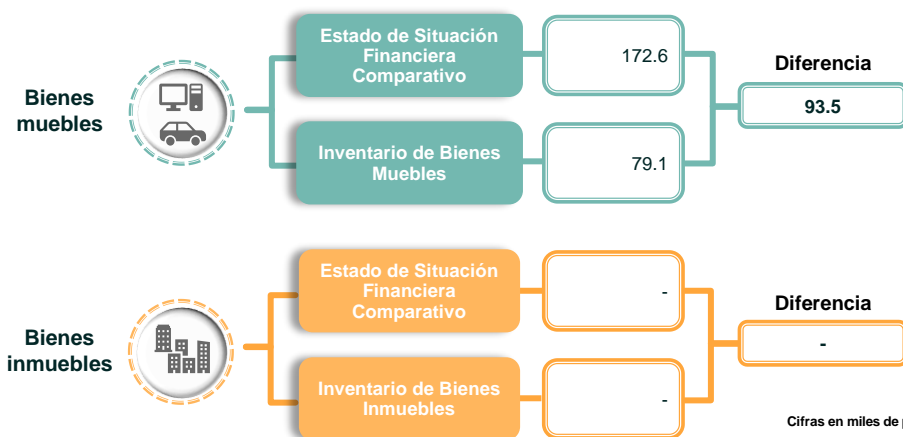 Bienes
muebles
Estado de Situación
Financiera
Comparativo
172.6
Inventario de Bienes
Muebles
79.1
Diferencia
93.5
Bienes
inmuebles
Estado de Situación
Financiera
Comparativo
-
Inventario de Bienes
Inmuebles
-
Diferencia
-
Cifras en miles de